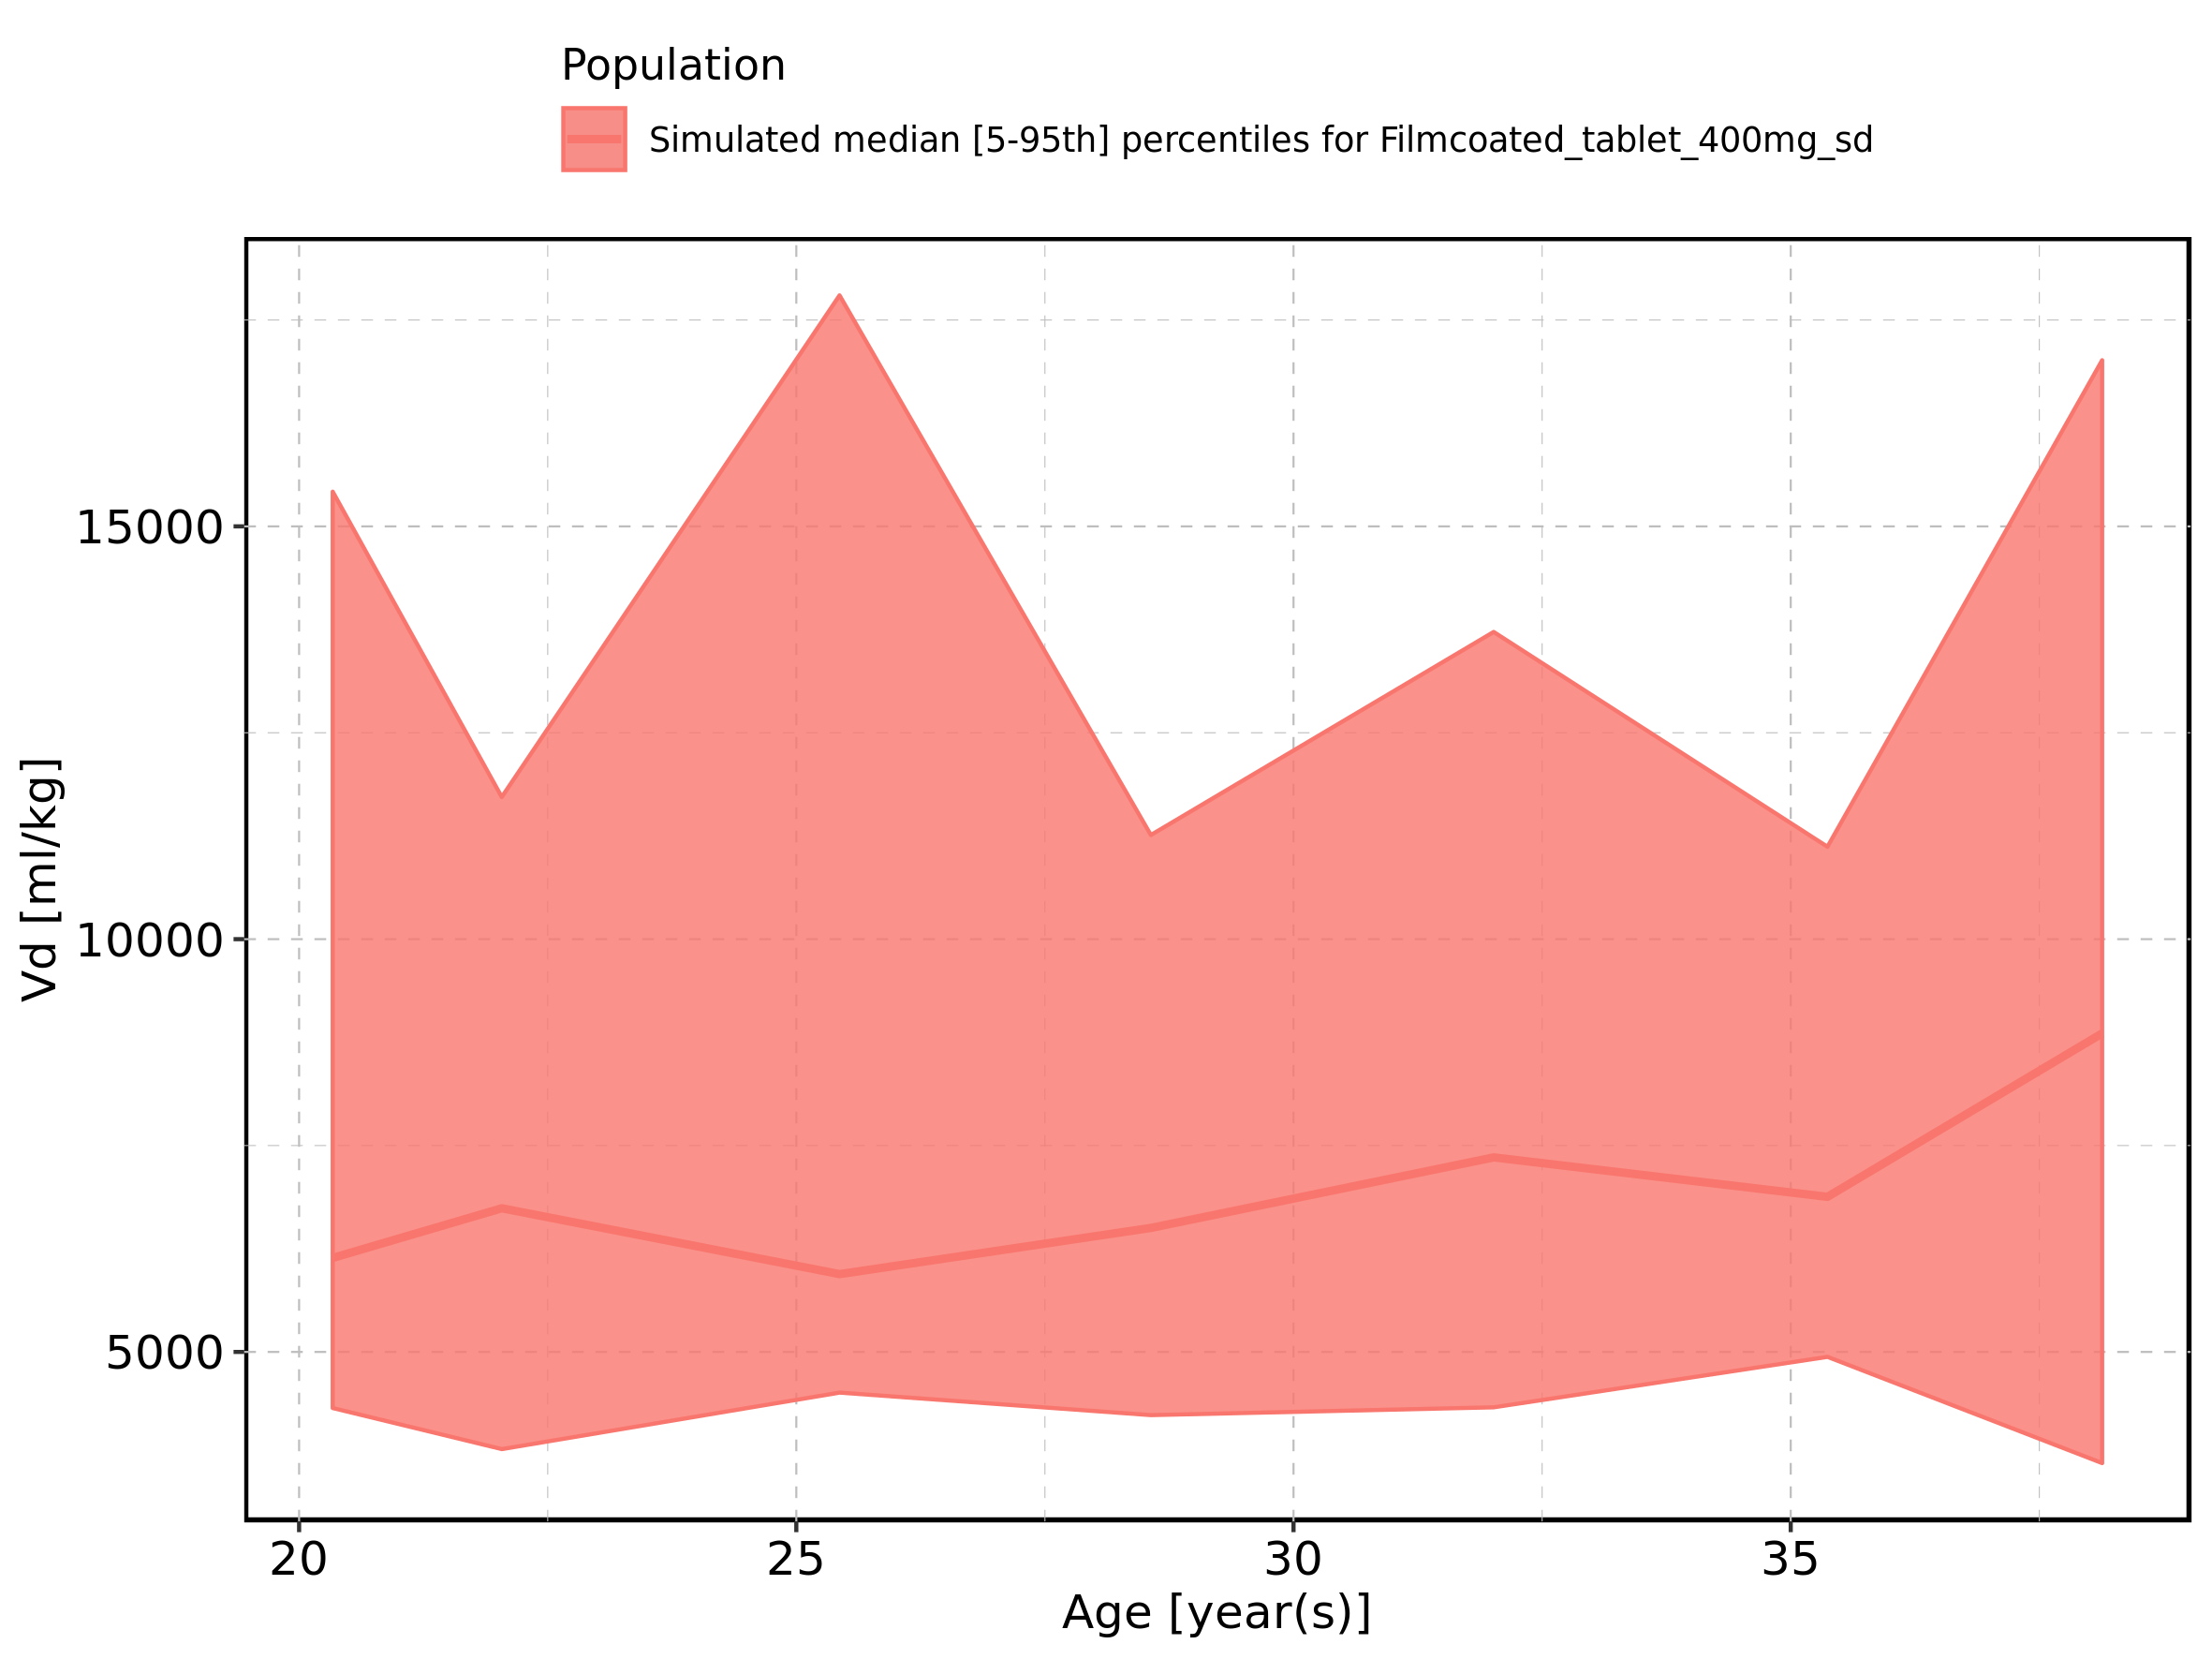 Population
Simulated median [5-95th] percentiles for Filmcoated_tablet_400mg_sd
15000
10000
5000
Vd [ml/kg]
20 25 30 35
Age [year(s)]